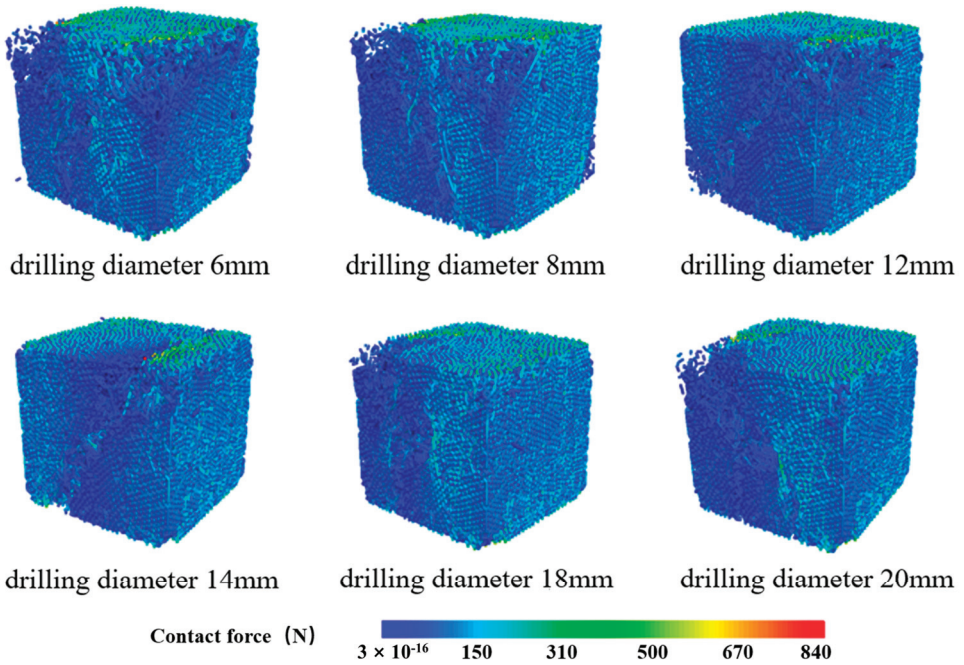 drilling diameter 6mm
drilling diameter 8mm
drilling diameter 12mm
drilling diameter 14mm
drilling diameter 18mm
drilling diameter 20mm
Contact force (N)
3 × 10⁻¹⁶ 150 310 500 670 840